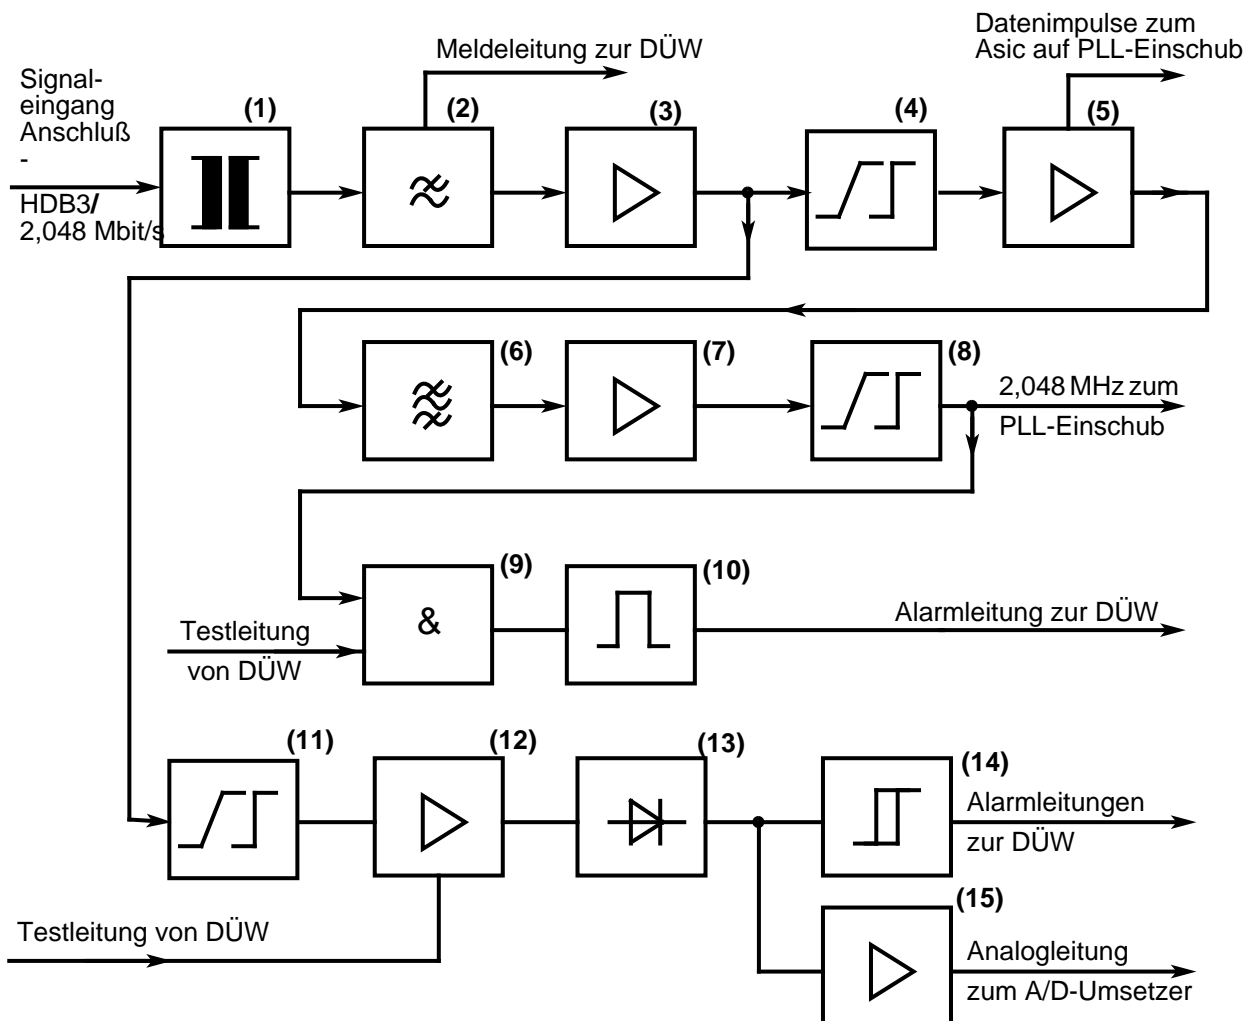 Datenimpulse zum
Asic auf PLL-Einschub
Meldeleitung zur DÜW
Signal-
eingang
Anschluß
-
HDB3/
2,048 Mbit/s
(1)
(2)
(3)
(4)
(5)
(6)
(7)
(8)
2,048 MHz zum
PLL-Einschub
(9)
&
(10)
Testleitung
von DÜW
Alarmleitung zur DÜW
(11)
(12)
(13)
(14)
Alarmleitungen
zur DÜW
(15)
Testleitung von DÜW
Analogleitung
zum A/D-Umsetzer